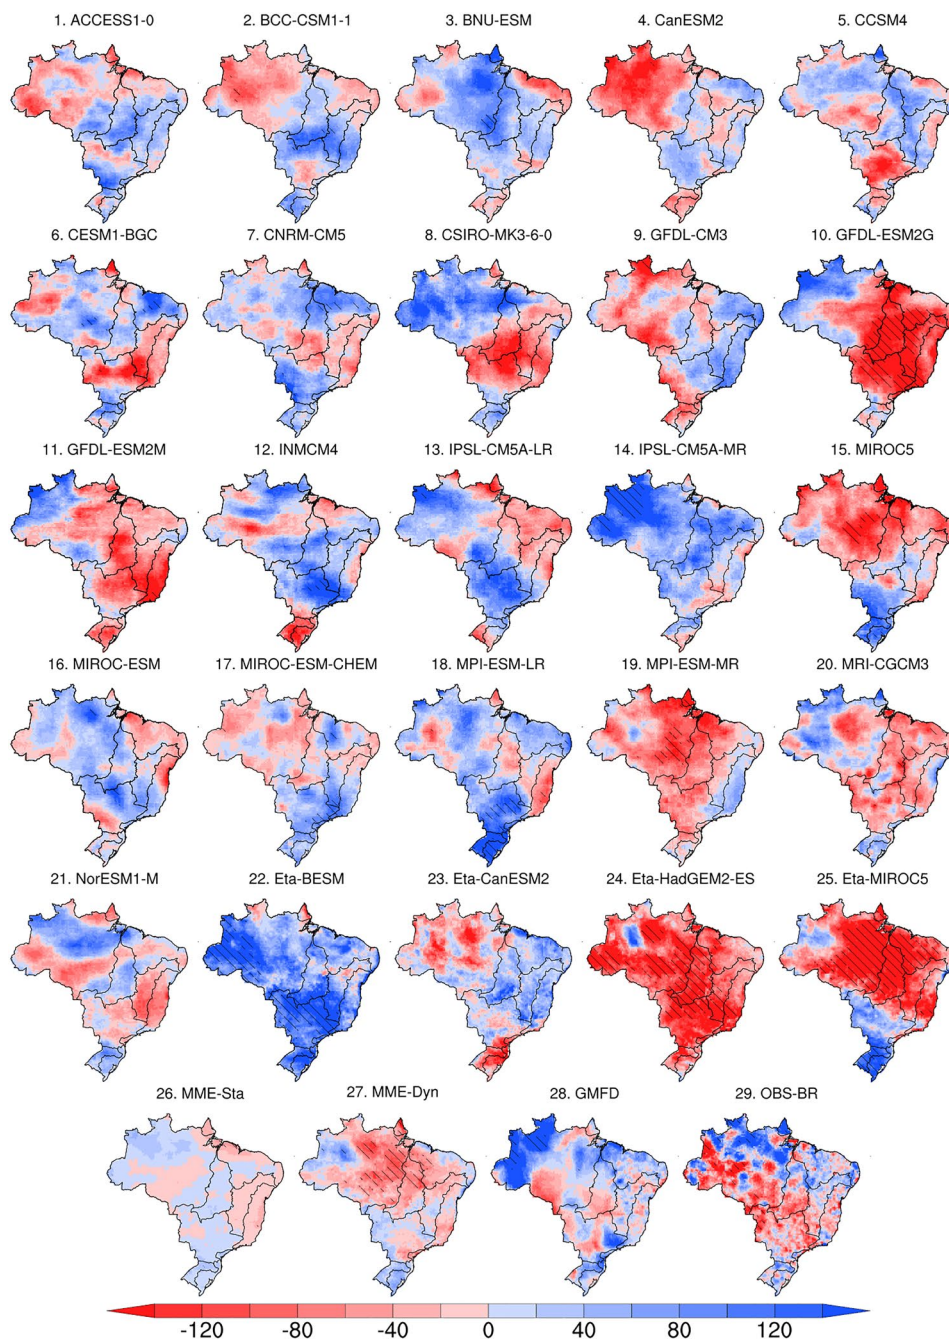 1. ACCESS1-0 2. BCC-CSM1-1 3. BNU-ESM 4. CanESM2 5. CCSM4
6. CESM1-BGC 7. CNRM-CM5 8. CSIRO-MK3-6-0 9. GFDL-CM3 10. GFDL-ESM2G
11. GFDL-ESM2M 12. INMCM4 13. IPSL-CM5A-LR 14. IPSL-CM5A-MR 15. MIROC5
16. MIROC-ESM 17. MIROC-ESM-CHEM 18. MPI-ESM-LR 19. MPI-ESM-MR 20. MRI-CGCM3
21. NorESM1-M 22. Eta-BESM 23. Eta-CanESM2 24. Eta-HadGEM2-ES 25. Eta-MIROC5
26. MME-Sta 27. MME-Dyn 28. GMFD 29. OBS-BR
-120 -80 -40 0 40 80 120